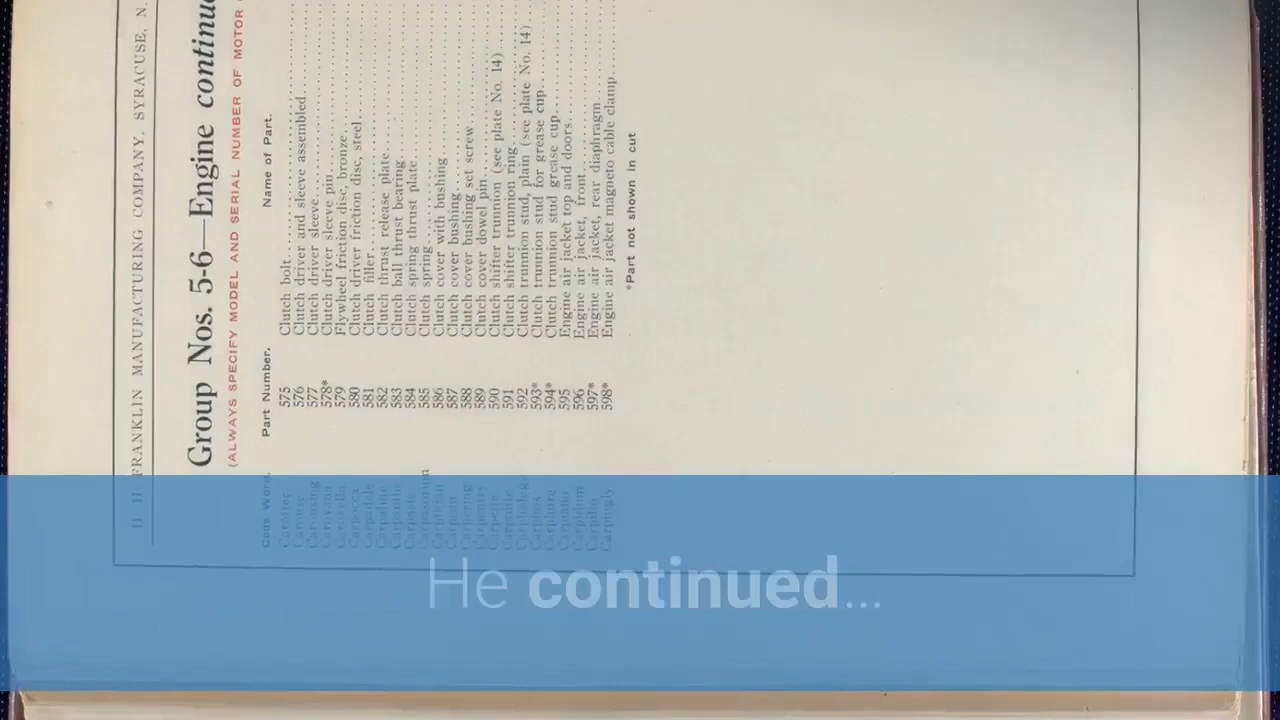 H. H. FRANKLIN MANUFACTURING COMPANY, SYRACUSE, N.
Group Nos. 5-6—Engine continued
(ALWAYS SPECIFY MODEL AND SERIAL NUMBER OF MOTOR
Code Word. Part Number. Name of Part.
575 Clutch bolt
576 Clutch driver and sleeve assembled
Carousing 577 Clutch driver sleeve
578* Clutch driver sleeve pin
579 Flywheel friction disc, bronze
580 Clutch driver friction disc, steel
581 Clutch filler
582 Clutch thrust release plate
583 Clutch ball thrust bearing
584 Clutch spring thrust plate
585 Clutch spring
586 Clutch cover with bushing
587 Clutch cover bushing
Carpering 588 Clutch cover bushing set screw
Carpentry 589 Clutch cover dowel pin
590 Clutch shifter trunnion (see plate No. 14)
591 Clutch shifter trunnion ring
592 Clutch trunnion stud, plain (see plate No. 14)
593* Clutch trunnion stud for grease cup
594* Clutch trunnion stud grease cup
595 Engine air jacket top and doors
596 Engine air jacket, front
597* Engine air jacket, rear diaphragm
Carpingly 598* Engine air jacket magneto cable clamp
*Part not shown in cut
He continued...